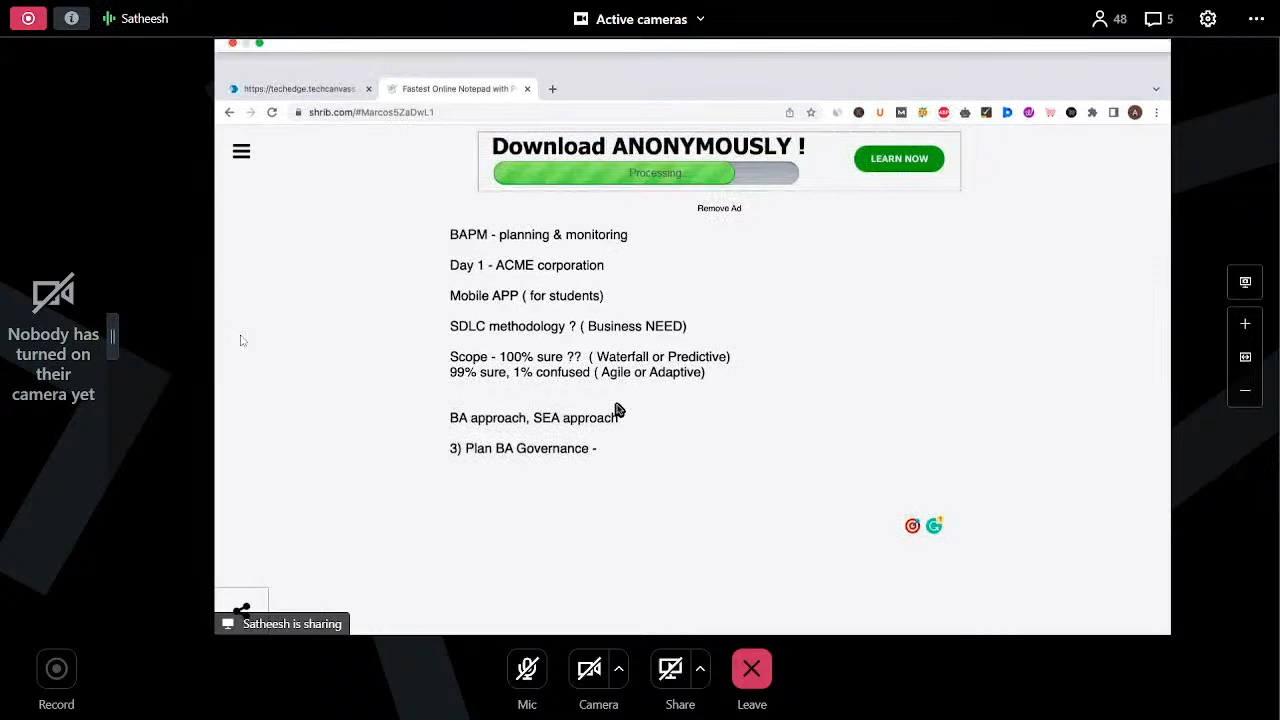 Satheesh
Active cameras
48
5
https://techedge.techcanvass
Fastest Online Notepad with P
shrib.com/#Marcos5ZaDwL1
Download ANONYMOUSLY !
Processing...
LEARN NOW
Remove Ad
BAPM - planning & monitoring
Day 1 - ACME corporation
Mobile APP ( for students)
SDLC methodology ? ( Business NEED)
Scope - 100% sure ?? ( Waterfall or Predictive)
99% sure, 1% confused ( Agile or Adaptive)
BA approach, SEA approach
3) Plan BA Governance -
Nobody has
turned on
their
camera yet
Satheesh is sharing
Record
Mic
Camera
Share
Leave